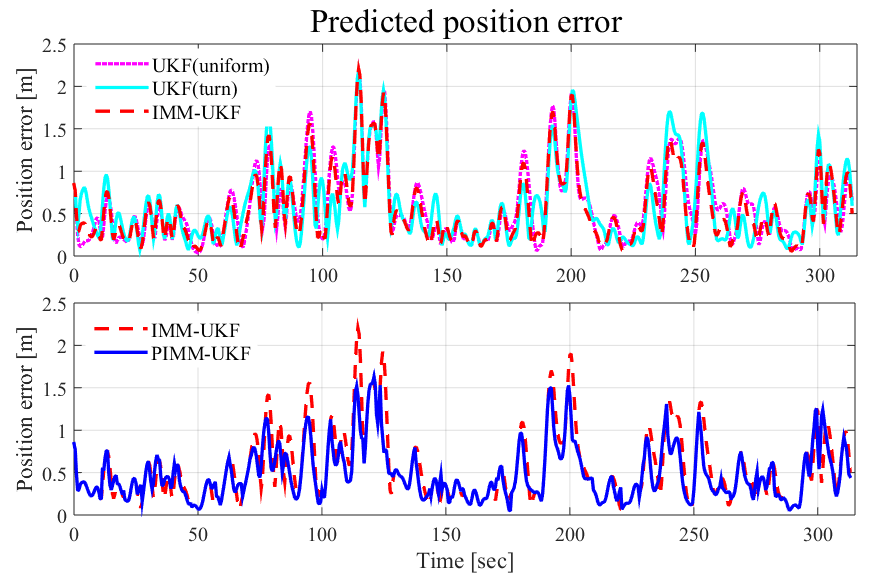 Predicted position error
Position error [m]
2.5
2
1.5
1
0.5
0
UKF(uniform)
UKF(turn)
IMM-UKF
0 50 100 150 200 250 300
Position error [m]
2.5
2
1.5
1
0.5
0
IMM-UKF
PIMM-UKF
0 50 100 150 200 250 300
Time [sec]